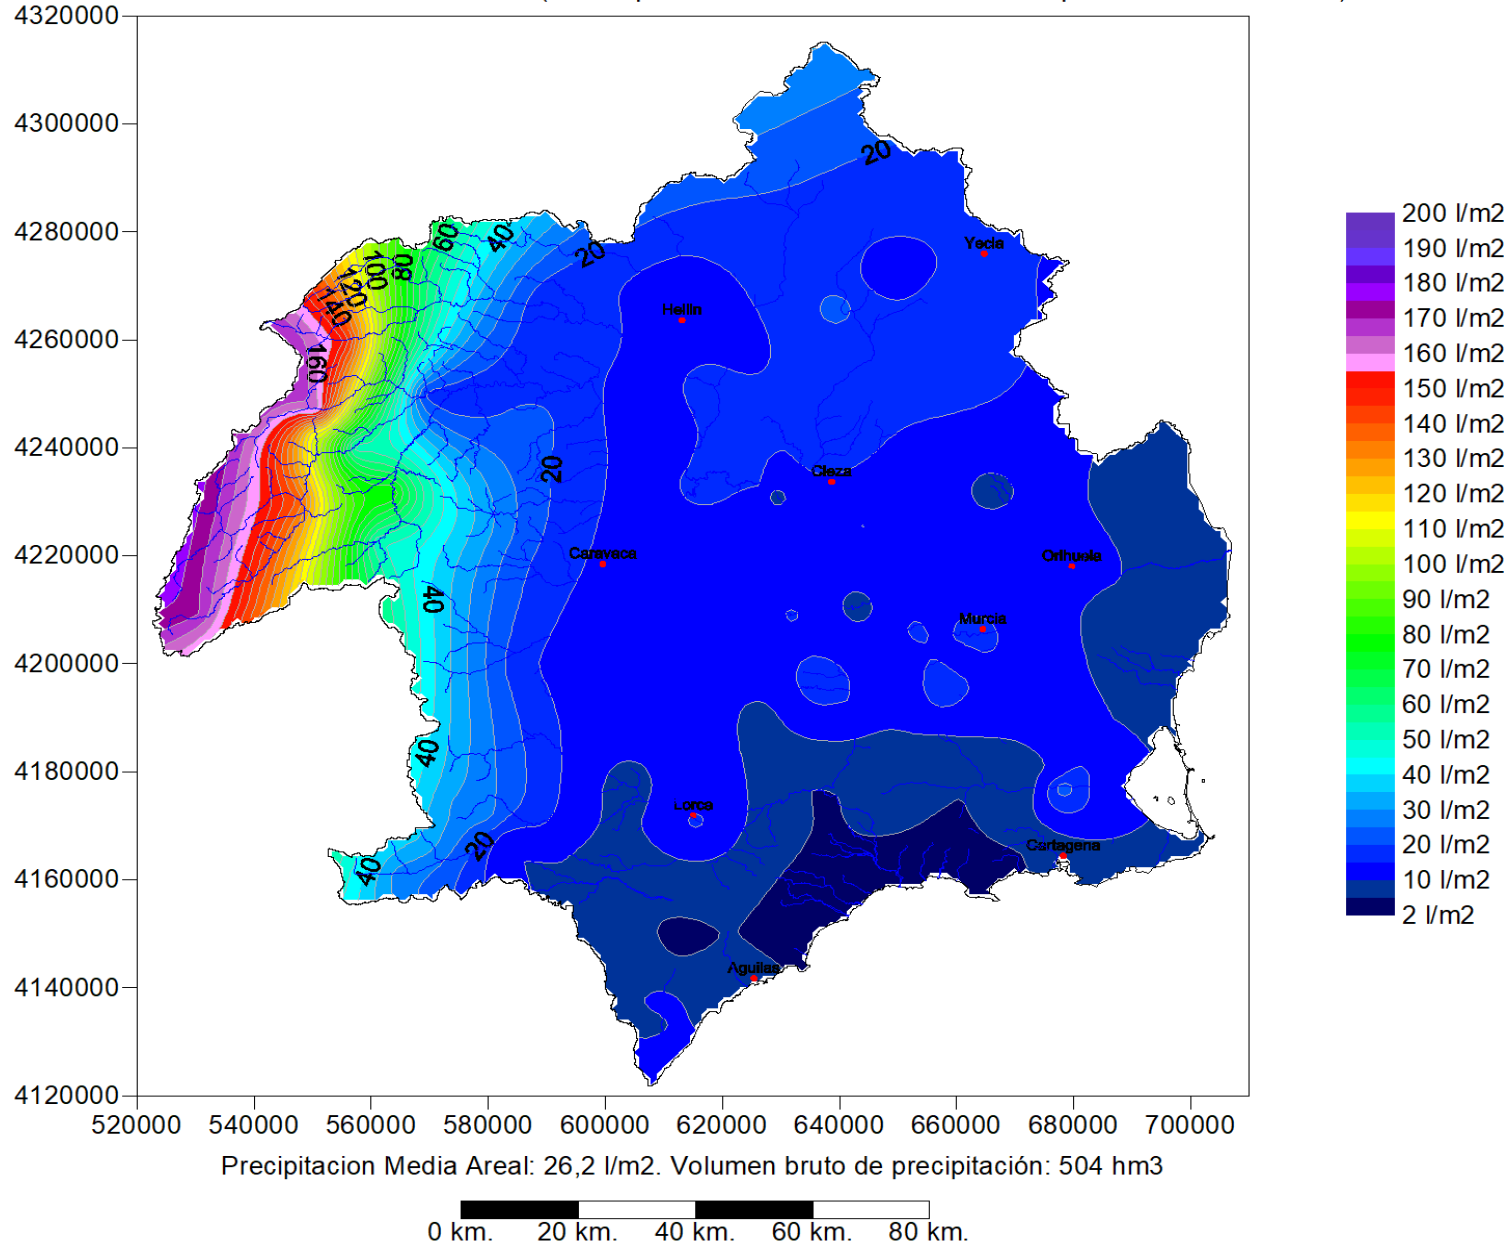 4320000
4300000
4280000
4260000
4240000
4220000
4200000
4180000
4160000
4140000
4120000
520000 540000 560000 580000 600000 620000 640000 660000 680000 700000
20
60
40
20
100
80
120
140
160
20
40
40
20
40
Yecla
Hellin
Cieza
Caravaca
Orihuela
Murcia
Lorca
Cartagena
Aguilas
200 l/m2
190 l/m2
180 l/m2
170 l/m2
160 l/m2
150 l/m2
140 l/m2
130 l/m2
120 l/m2
110 l/m2
100 l/m2
90 l/m2
80 l/m2
70 l/m2
60 l/m2
50 l/m2
40 l/m2
30 l/m2
20 l/m2
10 l/m2
2 l/m2
Precipitacion Media Areal: 26,2 l/m2. Volumen bruto de precipitación: 504 hm3
0 km. 20 km. 40 km. 60 km. 80 km.